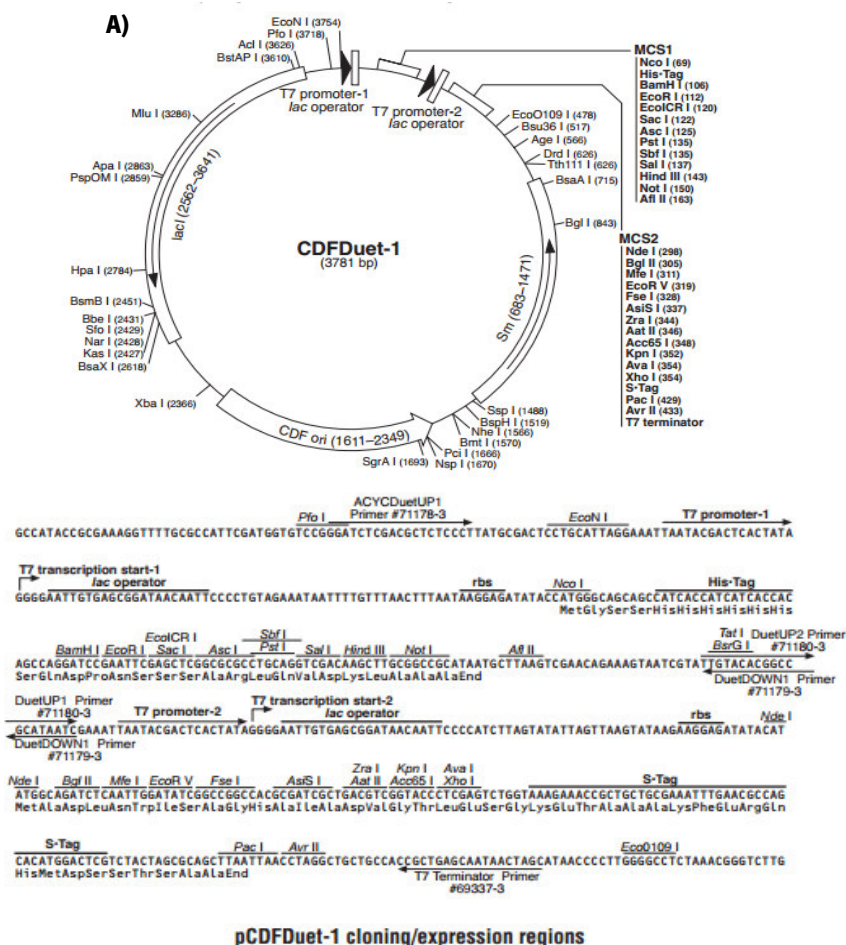 A)
EcoN I (3754)
Pfo I (3718)
AcI I (3626)
BstAP I (3610)
T7 promoter-1
lac operator
T7 promoter-2
lac operator
Mlu I (3286)
Apa I (2863)
PspOM I (2859)
lacI (2562–3641)
Hpa I (2784)
BsmB I (2451)
Bbe I (2431)
Sfo I (2429)
Nar I (2428)
Kas I (2427)
BsaX I (2618)
Xba I (2366)
CDFDuet-1
(3781 bp)
EcoO109 I (478)
Bsu36 I (517)
Age I (566)
Drd I (626)
Tth111 I (626)
BsaA I (715)
Bgl I (843)
Sm (683–1471)
Ssp I (1488)
BspH I (1519)
Nhe I (1566)
Bmt I (1570)
Pci I (1666)
Nsp I (1670)
SgrA I (1693)
CDF ori (1611–2349)
MCS1
Nco I (69)
His•Tag
BamH I (106)
EcoR I (112)
EcoICR I (120)
Sac I (122)
Asc I (125)
Pst I (135)
Sbf I (135)
Sal I (137)
Hind III (143)
Not I (150)
Afl II (163)
MCS2
Nde I (298)
Bgl II (305)
Mfe I (311)
EcoR V (319)
Fse I (328)
AsiS I (337)
Zra I (344)
Aat II (346)
Acc65 I (348)
Kpn I (352)
Ava I (354)
Xho I (354)
S•Tag
Pac I (429)
Avr II (433)
T7 terminator
ACYCDuetUP1
Pfo I Primer #71178-3 EcoN I T7 promoter-1
GCCATACCGCGAAAGGTTTTGCGCCATTCGATGGTGTCCGGGATCTCGACGCTCTCCCTTATGCGACTCCTGCATTAGGAAATTAATACGACTCACTATA
T7 transcription start-1
lac operator rbs Nco I His•Tag
GGGGAATTGTGAGCGGATAACAATTCCCCTGTAGAAATAATTTTGTTTAACTTTAATAAGGAGATATACCATGGGCAGCAGCCATCACCATCATCACCAC
MetGlySerSerHisHisHisHisHisHis
EcoICR I Sbf I Tat I DuetUP2 Primer
BamH I EcoR I Sac I Asc I Pst I Sal I Hind III Not I Afl II BsrG I #71180-3
AGCCAGGATCCGAATTCGAGCTCGGCGCGCCTGCAGGTCGACAAGCTTGCGGCCGCATAATGCTTAAGTCGAACAGAAAGTAATCGTATTGTACACGGCC
SerGlnAspProAsnSerSerSerAlaArgLeuGlnValAspLysLeuAlaAlaAlaEnd
DuetDOWN1 Primer
#71179-3
DuetUP1 Primer
#71180-3 T7 promoter-2 T7 transcription start-2 lac operator rbs Nde I
GCATAATCGAAATTAATACGACTCACTATAGGGGAATTGTGAGCGGATAACAATTCCCCATCTTAGTATATTAGTTAAGTATAAGAAGGAGATATACAT
DuetDOWN1 Primer
#71179-3
Zra I Kpn I Ava I
Nde I Bgl II Mfe I EcoR V Fse I AsiS I Aat II Acc65 I Xho I S•Tag
ATGGCAGATCTCAATTGGATATCGGCCGGCCACGCGATCGCTGACGTCGGTACCCTCGAGTCTGGTAAAGAAACCGCTGCTGCGAAATTTGAACGCCAG
MetAlaAspLeuAsnTrpIleSerAlaGlyHisAlaIleAlaAspValGlyThrLeuGluSerGlyLysGluThrAlaAlaAlaLysPheGluArgGln
S•Tag Pac I Avr II Eco0109 I
CACATGGACTCGTCTACTAGCGCAGCTTAATTAACCTAGGCTGCTGCCACCGCTGAGCAATAACTAGCATAACCCCTTGGGGCCTCTAAACGGGTCTTG
HisMetAspSerSerThrSerAlaAlaEnd
T7 Terminator Primer
#69337-3
pCDFDuet-1 cloning/expression regions